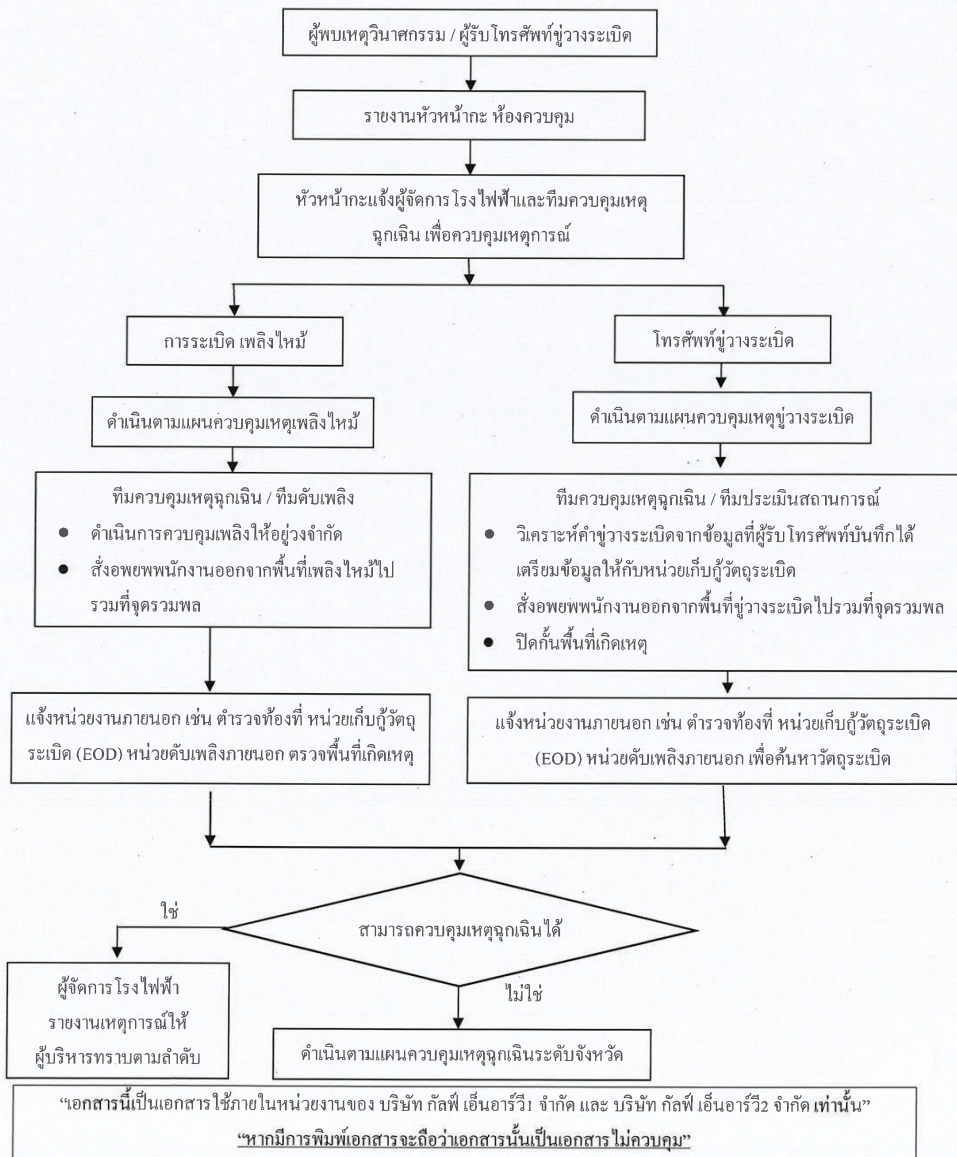 ผู้พบเหตุวินาศกรรม / ผู้รับโทรศัพท์ขู่วางระเบิด
รายงานหัวหน้ากะ ห้องควบคุม
หัวหน้ากะแจ้งผู้จัดการโรงไฟฟ้าและทีมควบคุมเหตุ
ฉุกเฉิน เพื่อควบคุมเหตุการณ์
การระเบิด เพลิงไหม้
ดำเนินตามแผนควบคุมเหตุเพลิงไหม้
ทีมควบคุมเหตุฉุกเฉิน / ทีมดับเพลิง
● ดำเนินการควบคุมเพลิงให้อยู่วงจำกัด
● สั่งอพยพพนักงานออกจากพื้นที่เพลิงไหม้ไป
รวมที่จุดรวมพล
แจ้งหน่วยงานภายนอก เช่น ตำรวจท้องที่ หน่วยเก็บกู้วัตถุ
ระเบิด (EOD) หน่วยดับเพลิงภายนอก ตรวจพื้นที่เกิดเหตุ
โทรศัพท์ขู่วางระเบิด
ดำเนินตามแผนควบคุมเหตุขู่วางระเบิด
ทีมควบคุมเหตุฉุกเฉิน / ทีมประเมินสถานการณ์
● วิเคราะห์คำขู่วางระเบิดจากข้อมูลที่ผู้รับโทรศัพท์บันทึกได้
เตรียมข้อมูลให้กับหน่วยเก็บกู้วัตถุระเบิด
● สั่งอพยพพนักงานออกจากพื้นที่ขู่วางระเบิดไปรวมที่จุดรวมพล
● ปิดกั้นพื้นที่เกิดเหตุ
แจ้งหน่วยงานภายนอก เช่น ตำรวจท้องที่ หน่วยเก็บกู้วัตถุระเบิด
(EOD) หน่วยดับเพลิงภายนอก เพื่อค้นหาวัตถุระเบิด
สามารถควบคุมเหตุฉุกเฉินได้
ใช่
ผู้จัดการโรงไฟฟ้า
รายงานเหตุการณ์ให้
ผู้บริหารทราบตามลำดับ
ไม่ใช่
ดำเนินตามแผนควบคุมเหตุฉุกเฉินระดับจังหวัด
“เอกสารนี้เป็นเอกสารใช้ภายในหน่วยงานของ บริษัท กัลฟ์ เอ็นอาร์วี1 จำกัด และ บริษัท กัลฟ์ เอ็นอาร์วี2 จำกัด เท่านั้น”
“หากมีการพิมพ์เอกสารจะถือว่าเอกสารนั้นเป็นเอกสารไม่ควบคุม”